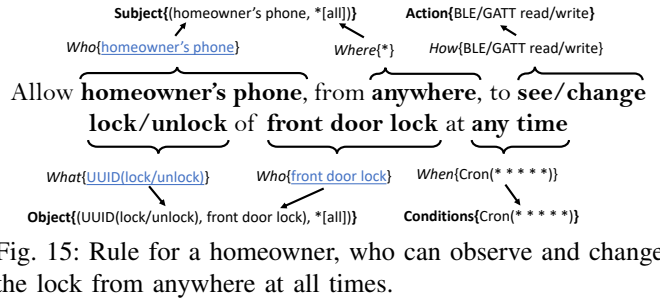 Subject{(homeowner's phone, *[all])} Action{BLE/GATT read/write}
Who{homeowner's phone} Where{*} How{BLE/GATT read/write}
Allow homeowner's phone, from anywhere, to see/change
lock/unlock of front door lock at any time
What{UUID(lock/unlock)} Who{front door lock} When{Cron(* * * * *)}
Object{(UUID(lock/unlock), front door lock), *[all])} Conditions{Cron(* * * * *)}
Fig. 15: Rule for a homeowner, who can observe and change
the lock from anywhere at all times.